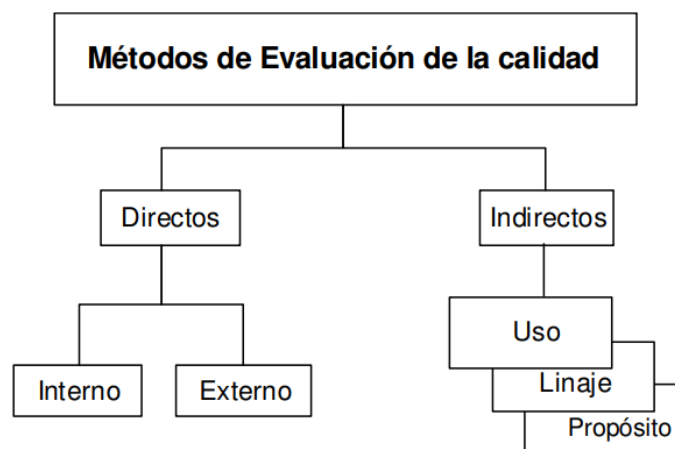 Métodos de Evaluación de la calidad
Directos
Indirectos
Uso
Interno
Externo
Linaje
Propósito